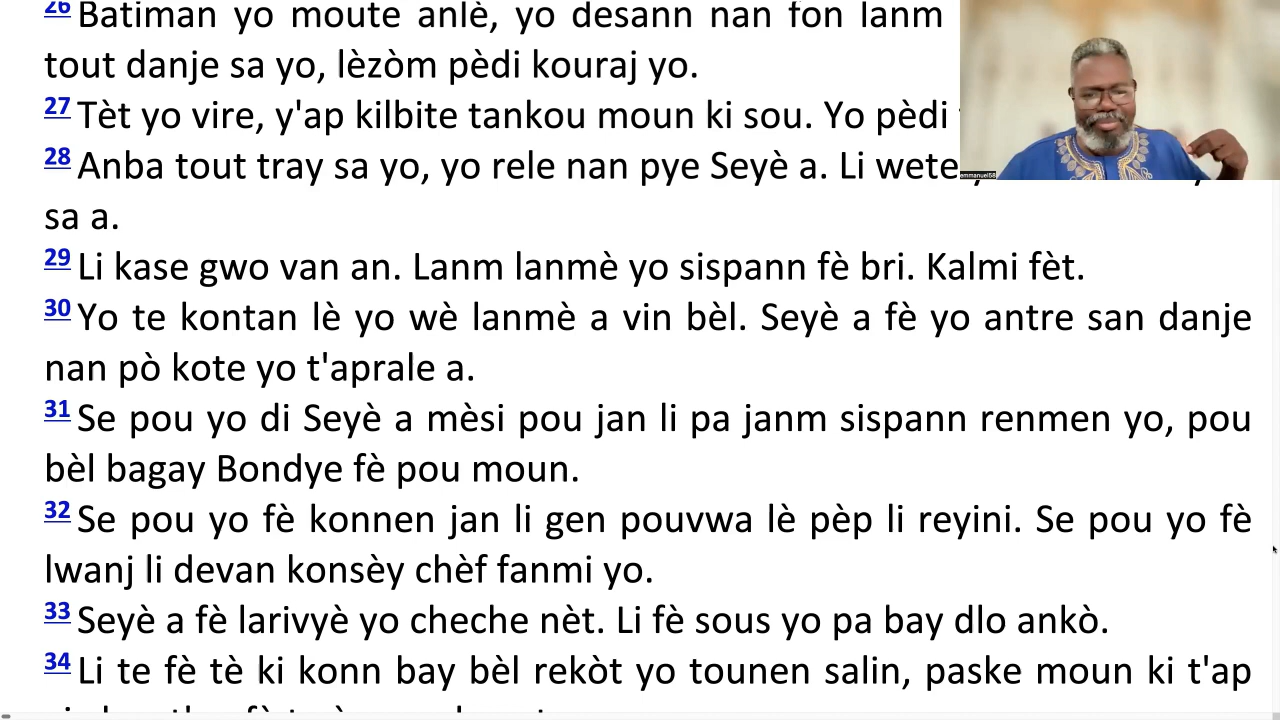 26 Batiman yo moute anlè, yo desann nan fon lanm
tout danje sa yo, lèzòm pèdi kouraj yo.
27 Tèt yo vire, y'ap kilbite tankou moun ki sou. Yo pèdi
28 Anba tout tray sa yo, yo rele nan pye Seyè a. Li wete
emmanuel58
sa a.
29 Li kase gwo van an. Lanm lanmè yo sispann fè bri. Kalmi fèt.
30 Yo te kontan lè yo wè lanmè a vin bèl. Seyè a fè yo antre san danje
nan pò kote yo t'aprale a.
31 Se pou yo di Seyè a mèsi pou jan li pa janm sispann renmen yo, pou
bèl bagay Bondye fè pou moun.
32 Se pou yo fè konnen jan li gen pouvwa lè pèp li reyini. Se pou yo fè
lwanj li devan konsèy chèf fanmi yo.
33 Seyè a fè larivyè yo cheche nèt. Li fè sous yo pa bay dlo ankò.
34 Li te fè tè ki konn bay bèl rekòt yo tounen salin, paske moun ki t'ap